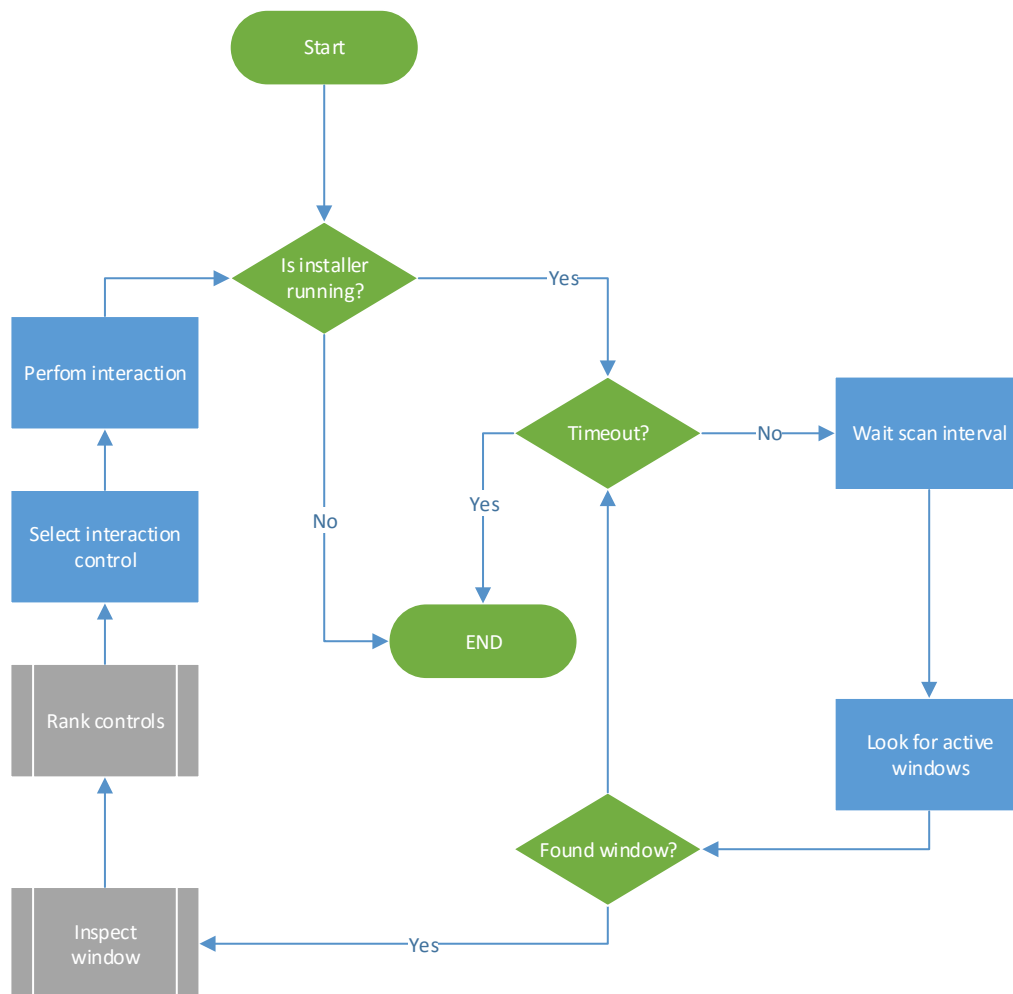 Start
Is installer
running?
Yes
Perfom interaction
Timeout?
No
Wait scan interval
Yes
No
Select interaction
control
END
Rank controls
Look for active
windows
Found window?
Yes
Inspect
window